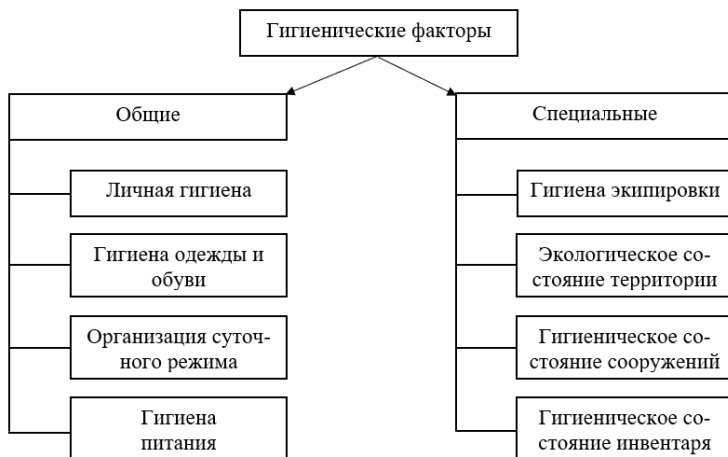 Гигиенические факторы
Общие
Личная гигиена
Гигиена одежды и
обуви
Организация суточ-
ного режима
Гигиена
питания
Специальные
Гигиена экипировки
Экологическое со-
стояние территории
Гигиеническое со-
стояние сооружений
Гигиеническое со-
стояние инвентаря